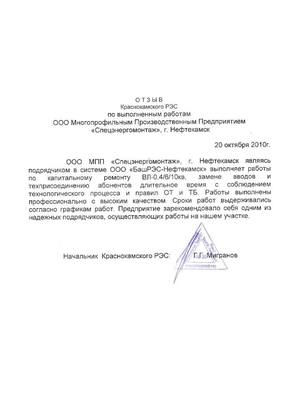 ОТЗЫВ
Краснокамского РЭС
по выполненным работам
ООО Многопрофильным Производственным Предприятием
«Спецэнергомонтаж», г. Нефтекамск
20 октября 2010г.
ООО МПП «Спецэнергомонтаж», г. Нефтекамск являясь
подрядчиком в системе ООО «БашРЭС-Нефтекамск» выполняет работы
по капитальному ремонту ВЛ-0.4/6/10кв, замене вводов и
техприсоединению абонентов длительное время с соблюдением
технологического процесса и правил ОТ и ТБ. Работы выполнены
профессионально с высоким качеством. Сроки работ выдерживались
согласно графикам работ. Предприятие зарекомендовало себя одним из
надежных подрядчиков, осуществляющих работы на нашем участке.
Начальник Краснокамского РЭС: Г.Г. Мигранов